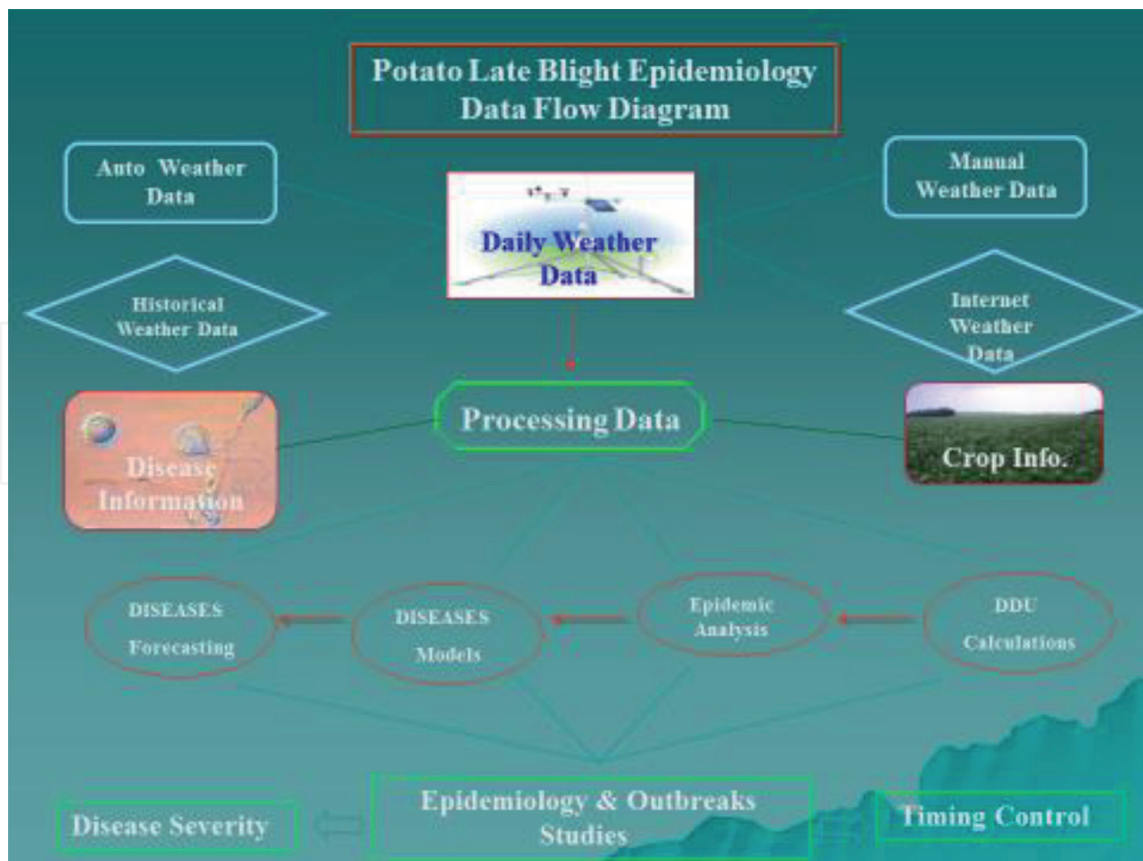 Potato Late Blight Epidemiology
Data Flow Diagram
Auto Weather
Data
Manual
Weather Data
Daily Weather
Data
Historical
Weather Data
Internet
Weather
Data
Processing Data
Disease
Information
Crop Info.
DISEASES
Forecasting
DISEASES
Models
Epidemic
Analysis
DDU
Calculations
Disease Severity
Epidemiology & Outbreaks
Studies
Timing Control